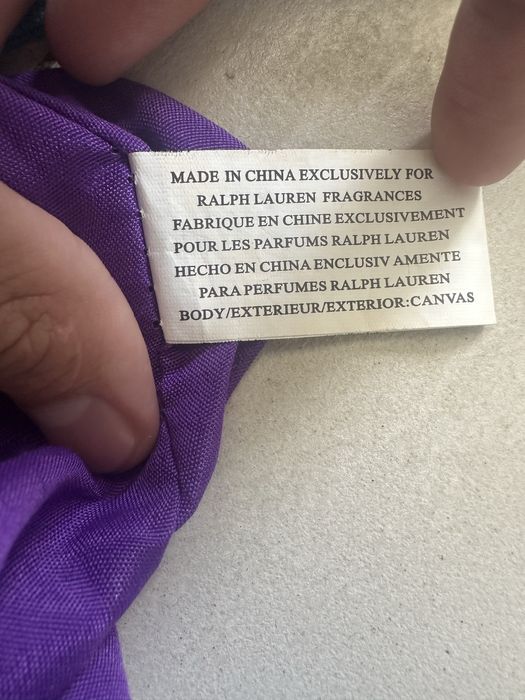 MADE IN CHINA EXCLUSIVELY FOR
RALPH LAUREN FRAGRANCES
FABRIQUE EN CHINE EXCLUSIVEMENT
POUR LES PARFUMS RALPH LAUREN
HECHO EN CHINA ENCLUSIV AMENTE
PARA PERFUMES RALPH LAUREN
BODY/EXTERIEUR/EXTERIOR:CANVAS